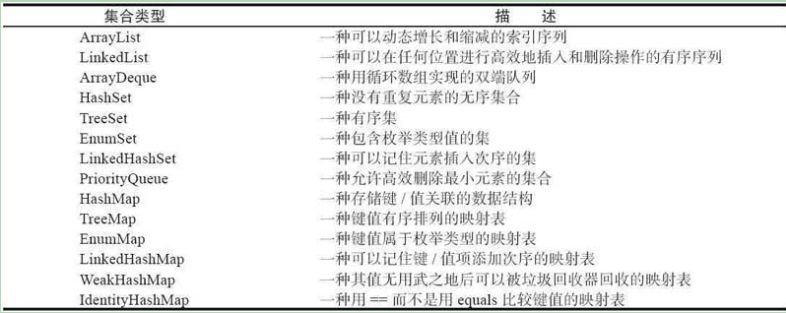 集合类型 描 述
ArrayList 一种可以动态增长和缩减的索引序列
LinkedList 一种可以在任何位置进行高效地插入和删除操作的有序序列
ArrayDeque 一种用循环数组实现的双端队列
HashSet 一种没有重复元素的无序集合
TreeSet 一种有序集
EnumSet 一种包含枚举类型值的集
LinkedHashSet 一种可以记住元素插入次序的集
PriorityQueue 一种允许高效删除最小元素的集合
HashMap 一种存储键 / 值关联的数据结构
TreeMap 一种键值有序排列的映射表
EnumMap 一种键值属于枚举类型的映射表
LinkedHashMap 一种可以记住键 / 值项添加次序的映射表
WeakHashMap 一种其值无用武之地后可以被垃圾回收器回收的映射表
IdentityHashMap 一种用 == 而不是用 equals 比较键值的映射表